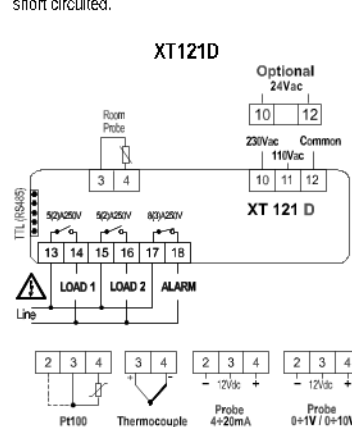 short circuited.
XT121D
Optional
24Vac
10 12
Room
Probe
230Vac Common
110Vac
3 4
10 11 12
TTL (RS485)
5(2)A250V 5(2)A250V 8(3)A250V
XT 121 D
13 14 15 16 17 18
LOAD 1 LOAD 2 ALARM
Line
2 3 4 3 4 2 3 4 2 3 4
+ - - 12Vdc + - 12Vdc +
Pt100 Thermocouple Probe
4÷20mA Probe
0÷1V / 0÷10V